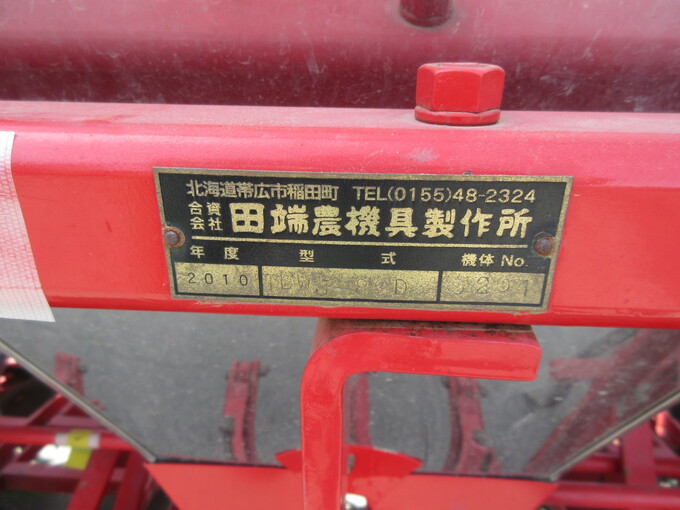 北海道帯広市稲田町 TEL(0155)48-2324
合資会社 田端農機具製作所
年度 型式 機体No.
2010